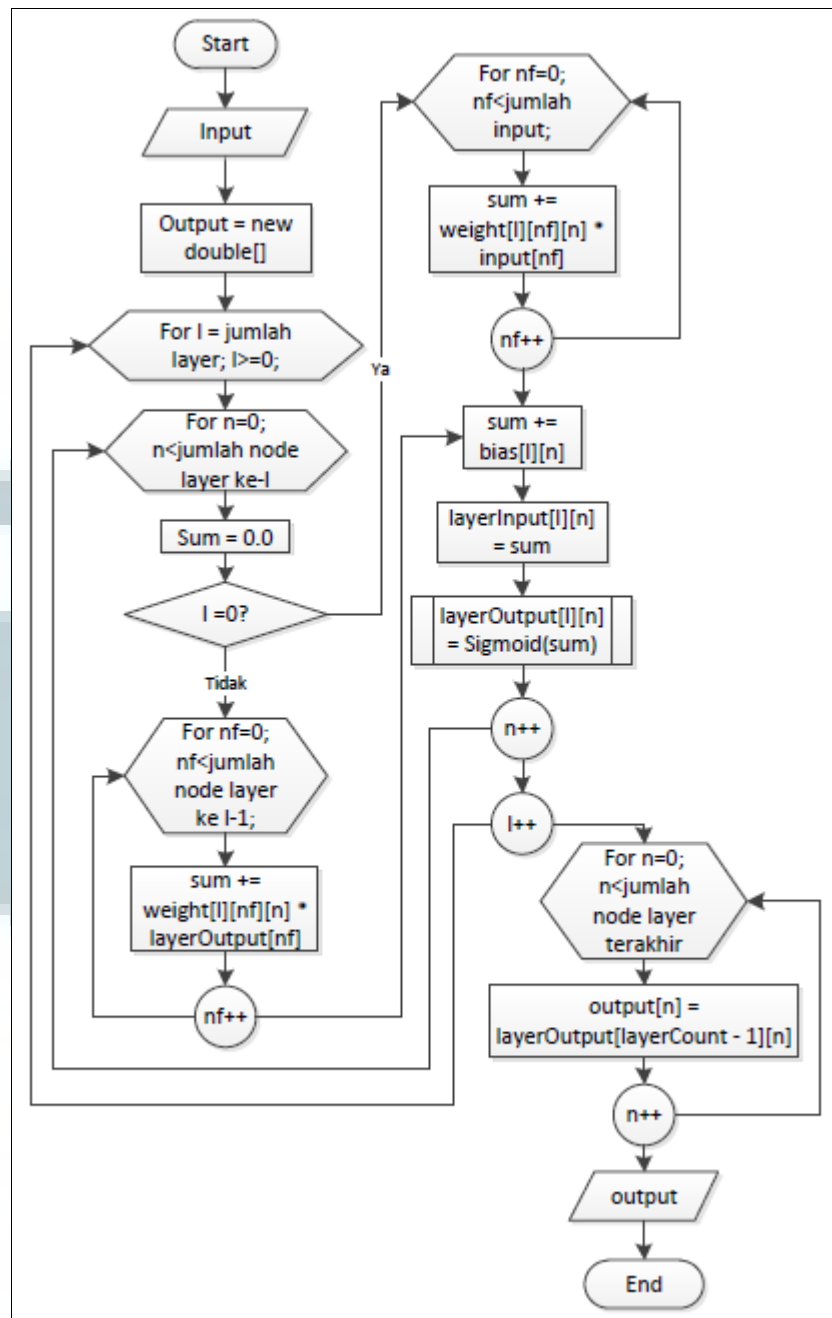 Start
Input
Output = new
double[]
For l = jumlah
layer; l>=0;
For n=0;
n<jumlah node
layer ke-l
Sum = 0.0
l =0?
Tidak
For nf=0;
nf<jumlah
node layer
ke l-1;
sum +=
weight[l][nf][n] *
layerOutput[nf]
nf++
Ya
For nf=0;
nf<jumlah
input;
sum +=
weight[l][nf][n] *
input[nf]
nf++
sum +=
bias[l][n]
layerInput[l][n]
= sum
layerOutput[l][n]
= Sigmoid(sum)
n++
l++
For n=0;
n<jumlah
node layer
terakhir
output[n] =
layerOutput[layerCount - 1][n]
n++
output
End